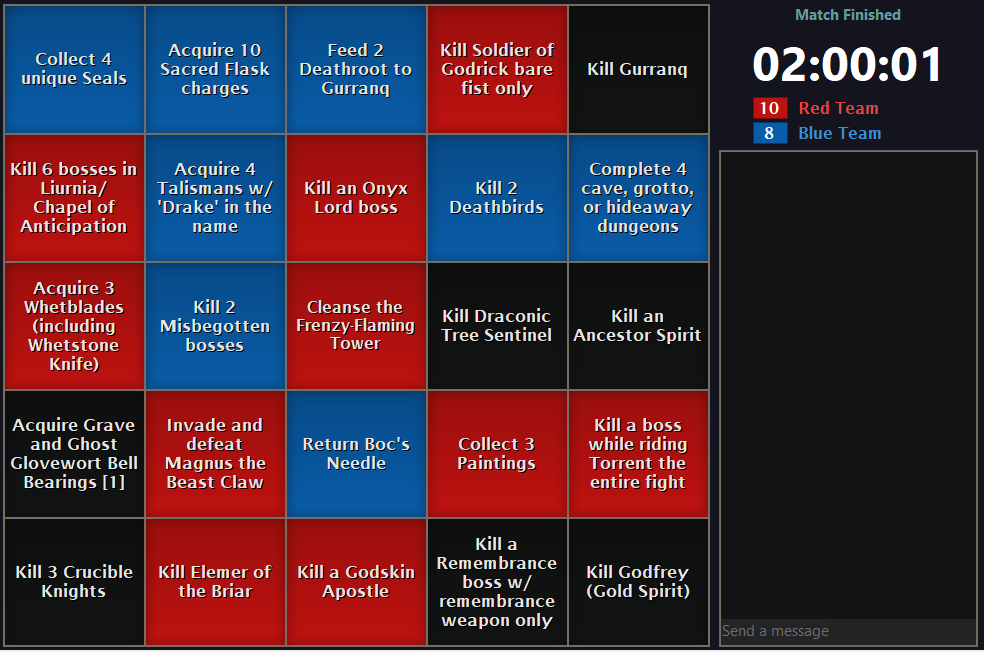 Collect 4
unique Seals
Acquire 10
Sacred Flask
charges
Feed 2
Deathroot to
Gurranq
Kill Soldier of
Godrick bare
fist only
Kill Gurranq
Kill 6 bosses in
Liurnia/
Chapel of
Anticipation
Acquire 4
Talismans w/
'Drake' in the
name
Kill an Onyx
Lord boss
Kill 2
Deathbirds
Complete 4
cave, grotto,
or hideaway
dungeons
Acquire 3
Whetblades
(including
Whetstone
Knife)
Kill 2
Misbegotten
bosses
Cleanse the
Frenzy-Flaming
Tower
Kill Draconic
Tree Sentinel
Kill an
Ancestor Spirit
Acquire Grave
and Ghost
Glovewort Bell
Bearings [1]
Invade and
defeat
Magnus the
Beast Claw
Return Boc's
Needle
Collect 3
Paintings
Kill a boss
while riding
Torrent the
entire fight
Kill 3 Crucible
Knights
Kill Elemer of
the Briar
Kill a Godskin
Apostle
Kill a
Remembrance
boss w/
remembrance
weapon only
Kill Godfrey
(Gold Spirit)
Match Finished
02:00:01
10 Red Team
8 Blue Team
Send a message